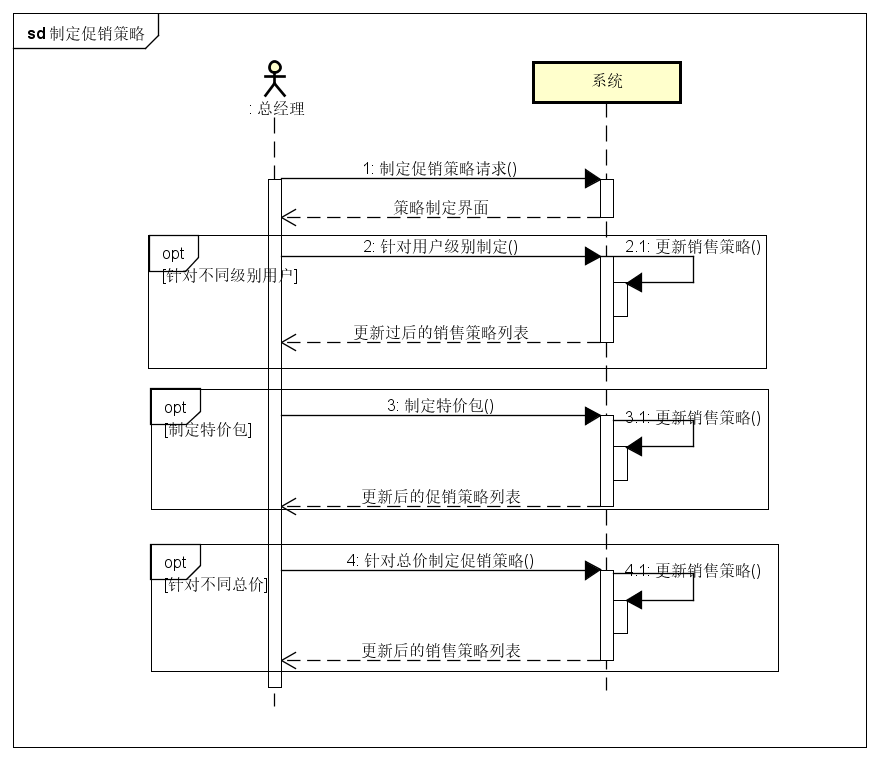 sd 制定促销策略
: 总经理
系统
1: 制定促销策略请求()
策略制定界面
opt
2: 针对用户级别制定()
2.1: 更新销售策略()
[针对不同级别用户]
更新过后的销售策略列表
opt
3: 制定特价包()
3.1: 更新销售策略()
[制定特价包]
更新后的促销策略列表
opt
4: 针对总价制定促销策略()
4.1: 更新销售策略()
[针对不同总价]
更新后的销售策略列表